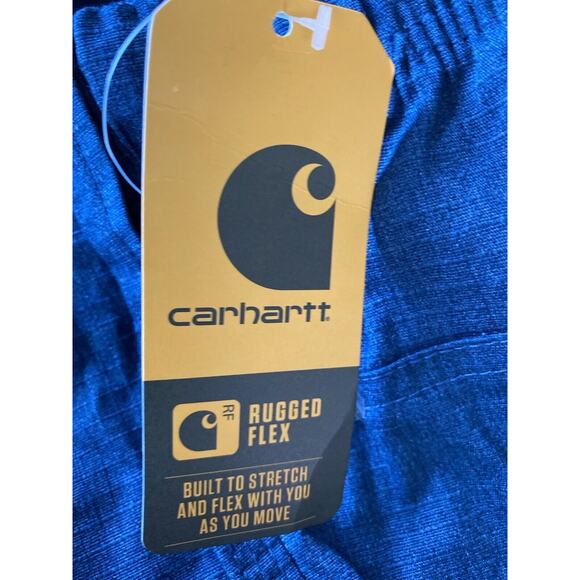 carhartt
RF
RUGGED
FLEX
BUILT TO STRETCH
AND FLEX WITH YOU
AS YOU MOVE